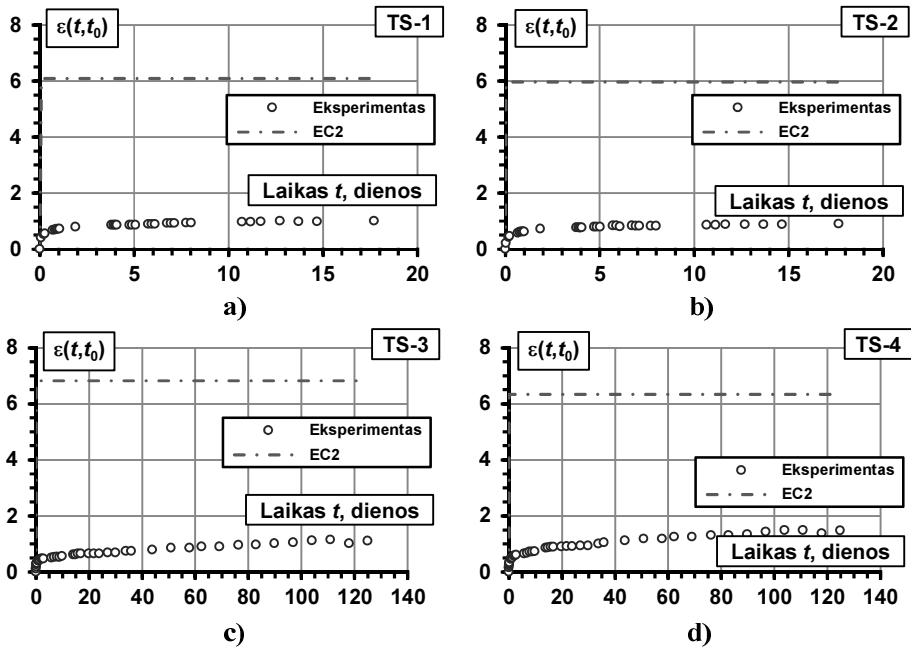 8 ε(t,t₀) TS-1
6
Eksperimentas
EC2
4
2 Laikas t, dienos
0
0 5 10 15 20
a)
8 ε(t,t₀) TS-2
6
Eksperimentas
EC2
4
2 Laikas t, dienos
0
0 5 10 15 20
b)
8 ε(t,t₀) TS-3
6
Eksperimentas
EC2
4
Laikas t, dienos
2
0
0 20 40 60 80 100 120 140
c)
8 ε(t,t₀) TS-4
6
Eksperimentas
4
EC2
2
Laikas t, dienos
0
0 20 40 60 80 100 120 140
d)